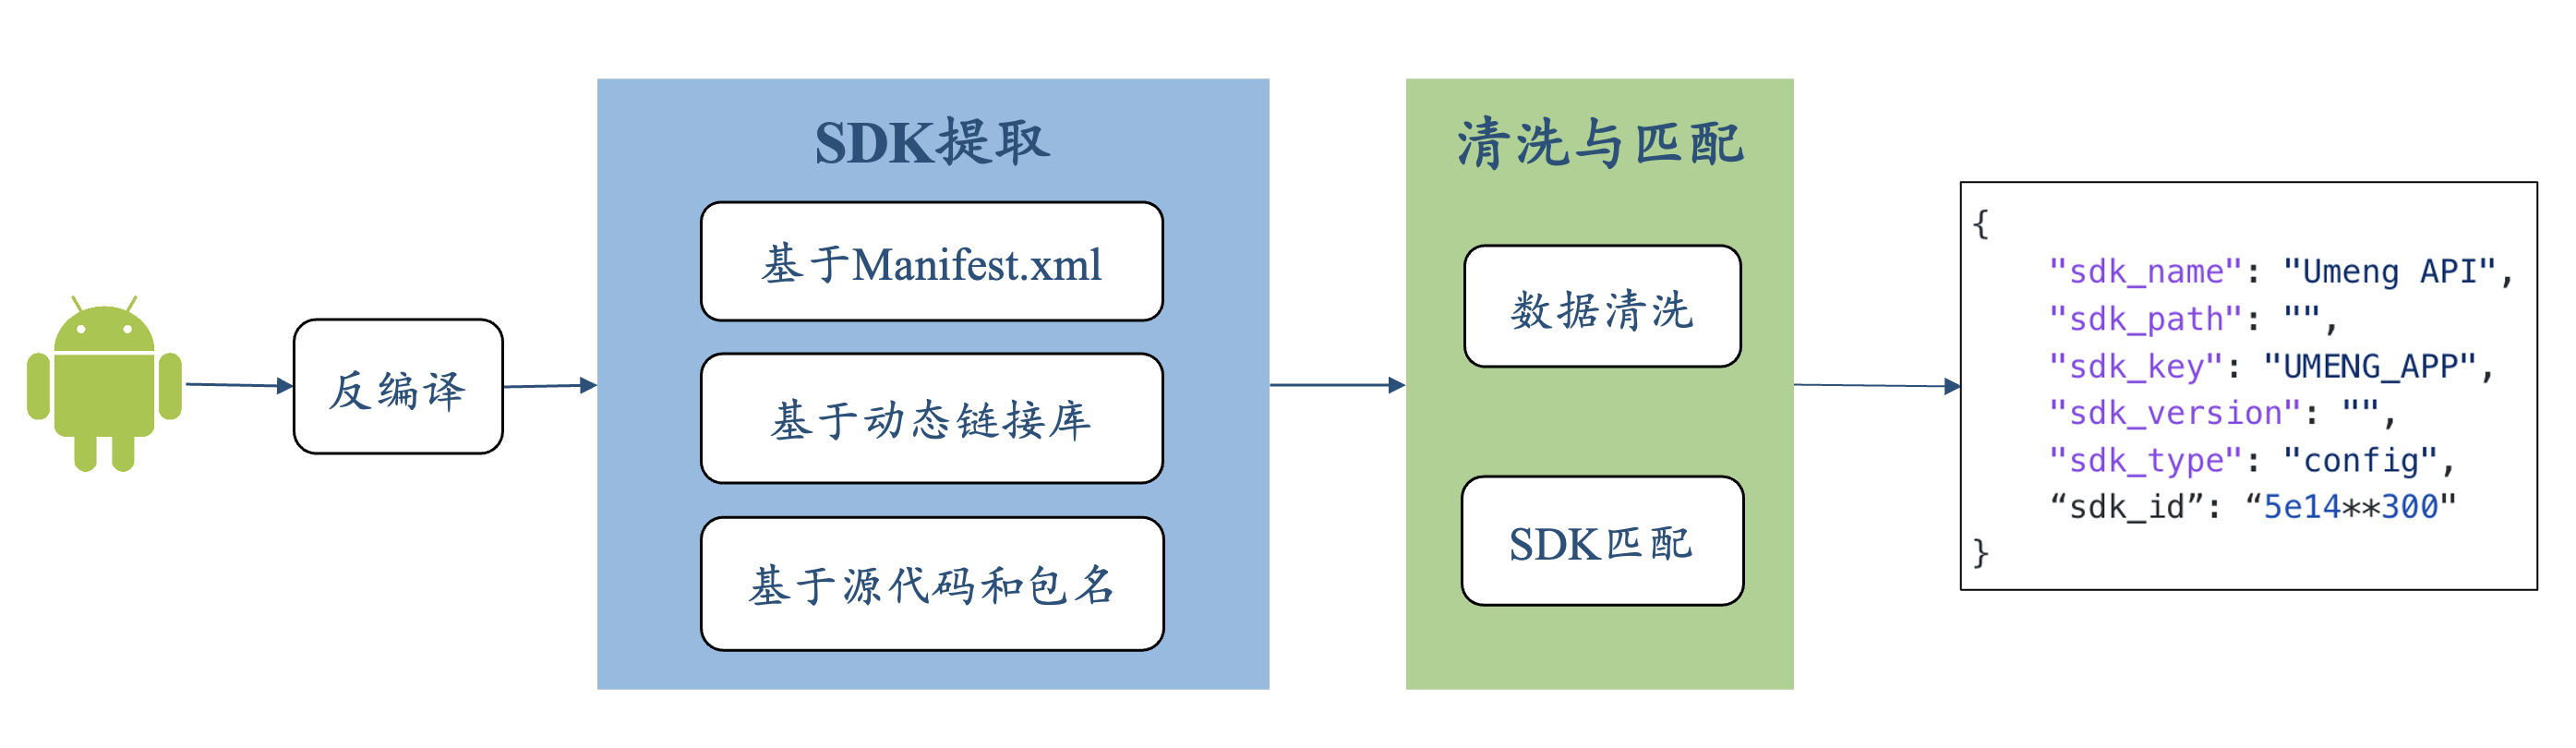 反编译
SDK提取
基于Manifest.xml
基于动态链接库
基于源代码和包名
清洗与匹配
数据清洗
SDK匹配
{
"sdk_name": "Umeng API",
"sdk_path": "",
"sdk_key": "UMENG_APP",
"sdk_version": "",
"sdk_type": "config",
“sdk_id”: “5e14**300"
}